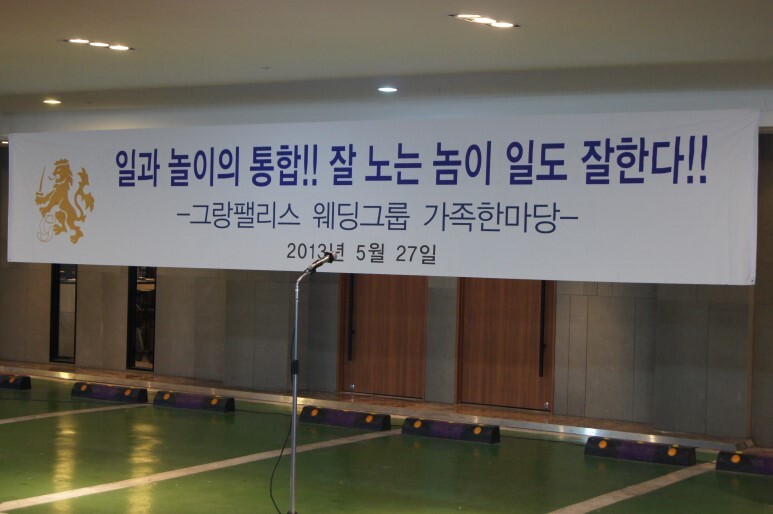 일과 놀이의 통합!! 잘 노는 놈이 일도 잘한다!!
-그랑팰리스 웨딩그룹 가족한마당-
2013년 5월 27일